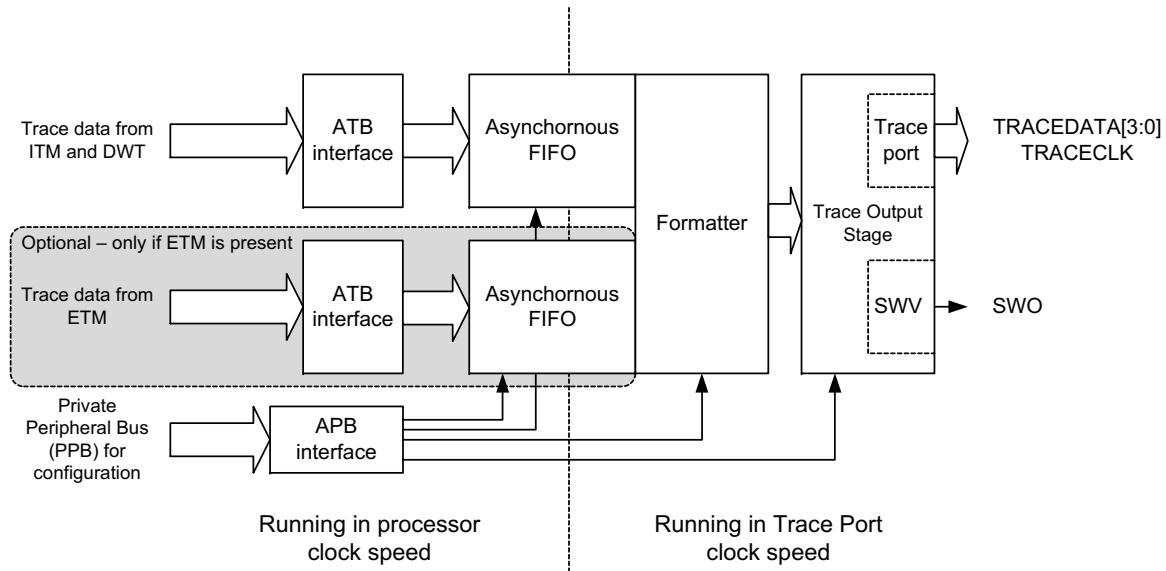 Trace data from
ITM and DWT
ATB
interface
Asynchornous
FIFO
Formatter
Trace
port
TRACEDATA[3:0]
TRACECLK
Trace Output
Stage
Optional – only if ETM is present
Trace data from
ETM
ATB
interface
Asynchornous
FIFO
SWV
SWO
Private
Peripheral Bus
(PPB) for
configuration
APB
interface
Running in processor
clock speed
Running in Trace Port
clock speed